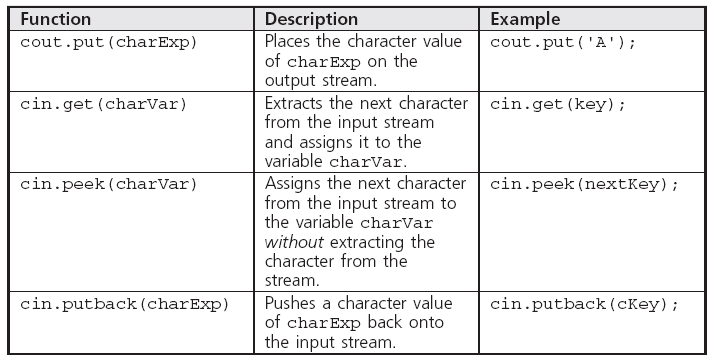 Function Description Example
cout.put(charExp) Places the character value cout.put('A');
of charExp on the
output stream.
cin.get(charVar) Extracts the next character cin.get(key);
from the input stream
and assigns it to the
variable charVar.
cin.peek(charVar) Assigns the next character cin.peek(nextKey);
from the input stream to
the variable charVar
without extracting the
character from the
stream.
cin.putback(charExp) Pushes a character value cin.putback(cKey);
of charExp back onto
the input stream.